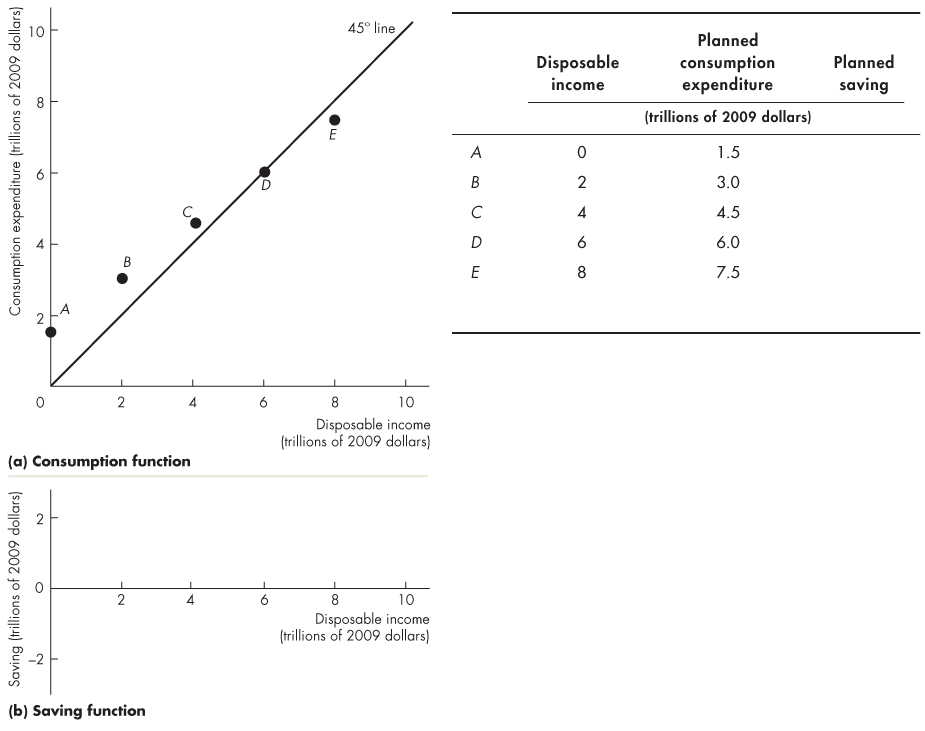 Consumption expenditure (trillions of 2009 dollars)
10
8
6
4
2
0
45° line
A
B
C
D
E
2 4 6 8 10
Disposable income
(trillions of 2009 dollars)
(a) Consumption function
Saving (trillions of 2009 dollars)
2
0
–2
2 4 6 8 10
Disposable income
(trillions of 2009 dollars)
(b) Saving function
Disposable income
Planned consumption expenditure
Planned saving
(trillions of 2009 dollars)
A 0 1.5
B 2 3.0
C 4 4.5
D 6 6.0
E 8 7.5